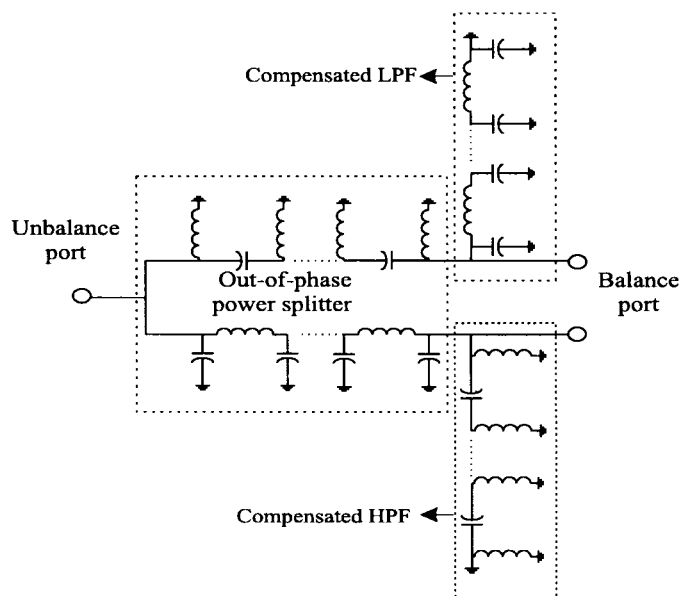 Compensated LPF
Unbalance
port
Out-of-phase
power splitter
Balance
port
Compensated HPF